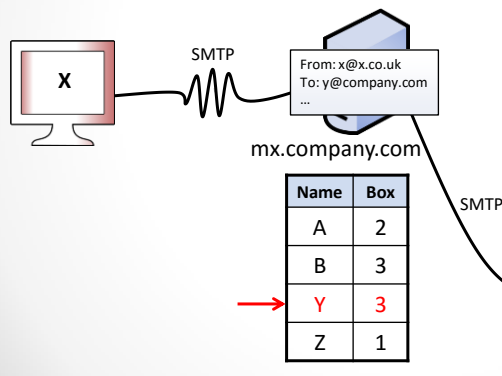 SMTP
X
From: x@x.co.uk
To: y@company.com
...
mx.company.com
Name Box
A 2
B 3
Y 3
Z 1
SMTP